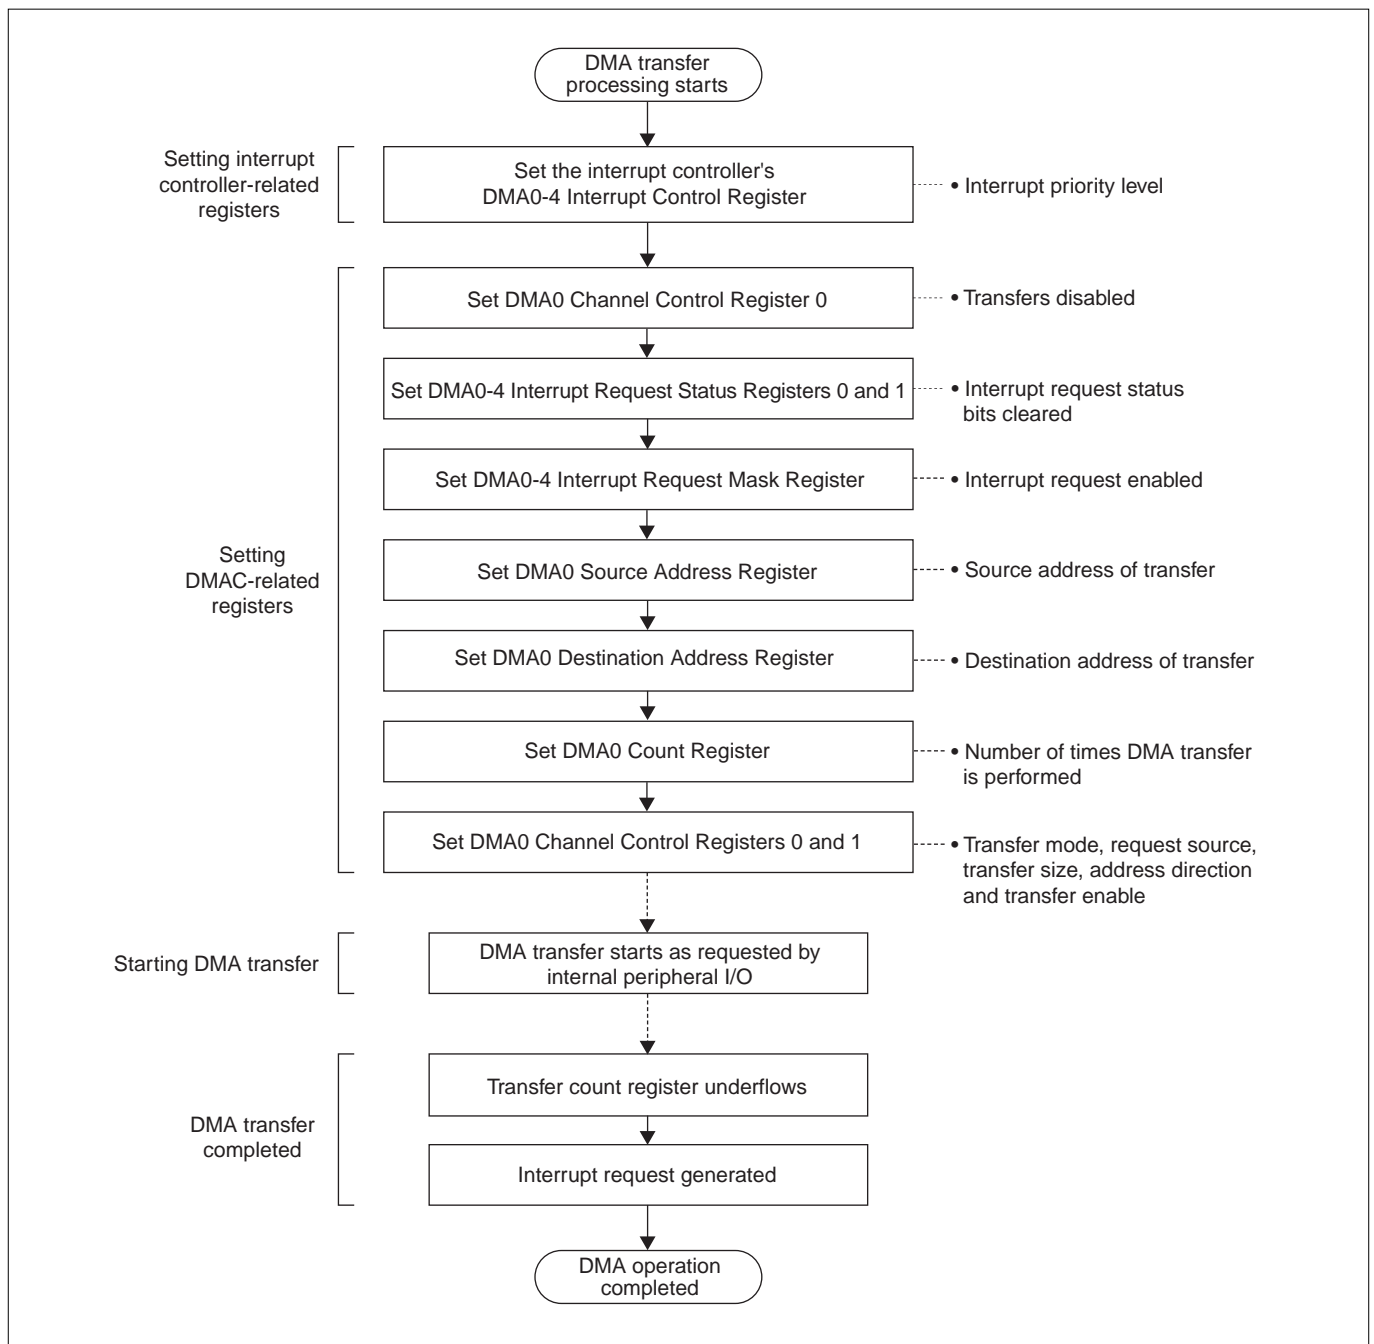 DMA transfer
processing starts
Setting interrupt
controller-related
registers
Set the interrupt controller's
DMA0-4 Interrupt Control Register
• Interrupt priority level
Set DMA0 Channel Control Register 0
• Transfers disabled
Set DMA0-4 Interrupt Request Status Registers 0 and 1
• Interrupt request status
bits cleared
Set DMA0-4 Interrupt Request Mask Register
• Interrupt request enabled
Setting
DMAC-related
registers
Set DMA0 Source Address Register
• Source address of transfer
Set DMA0 Destination Address Register
• Destination address of transfer
Set DMA0 Count Register
• Number of times DMA transfer
is performed
Set DMA0 Channel Control Registers 0 and 1
• Transfer mode, request source,
transfer size, address direction
and transfer enable
Starting DMA transfer
DMA transfer starts as requested by
internal peripheral I/O
DMA transfer
completed
Transfer count register underflows
Interrupt request generated
DMA operation
completed